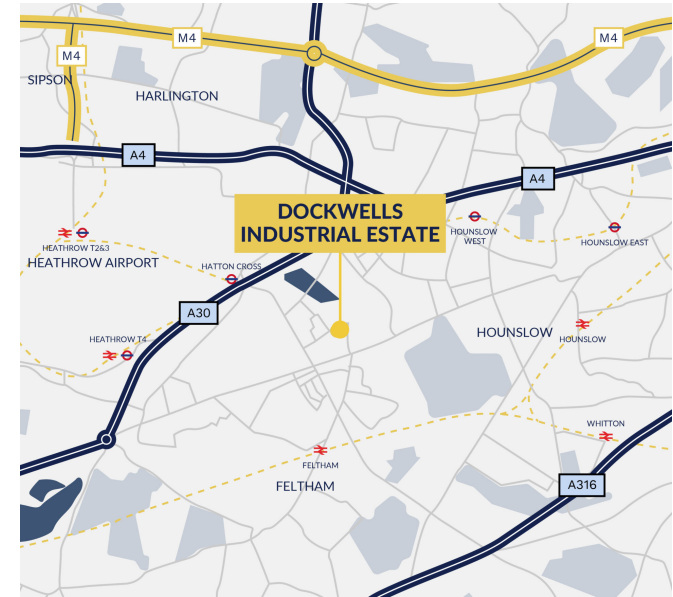 M4
M4
M4
SIPSON
HARLINGTON
A4
A4
DOCKWELLS
INDUSTRIAL ESTATE
HOUNSLOW
WEST
HOUNSLOW EAST
HEATHROW T2&3
HEATHROW AIRPORT
HATTON CROSS
A30
HOUNSLOW
HOUNSLOW
HEATHROW T4
WHITTON
FELTHAM
FELTHAM
A316